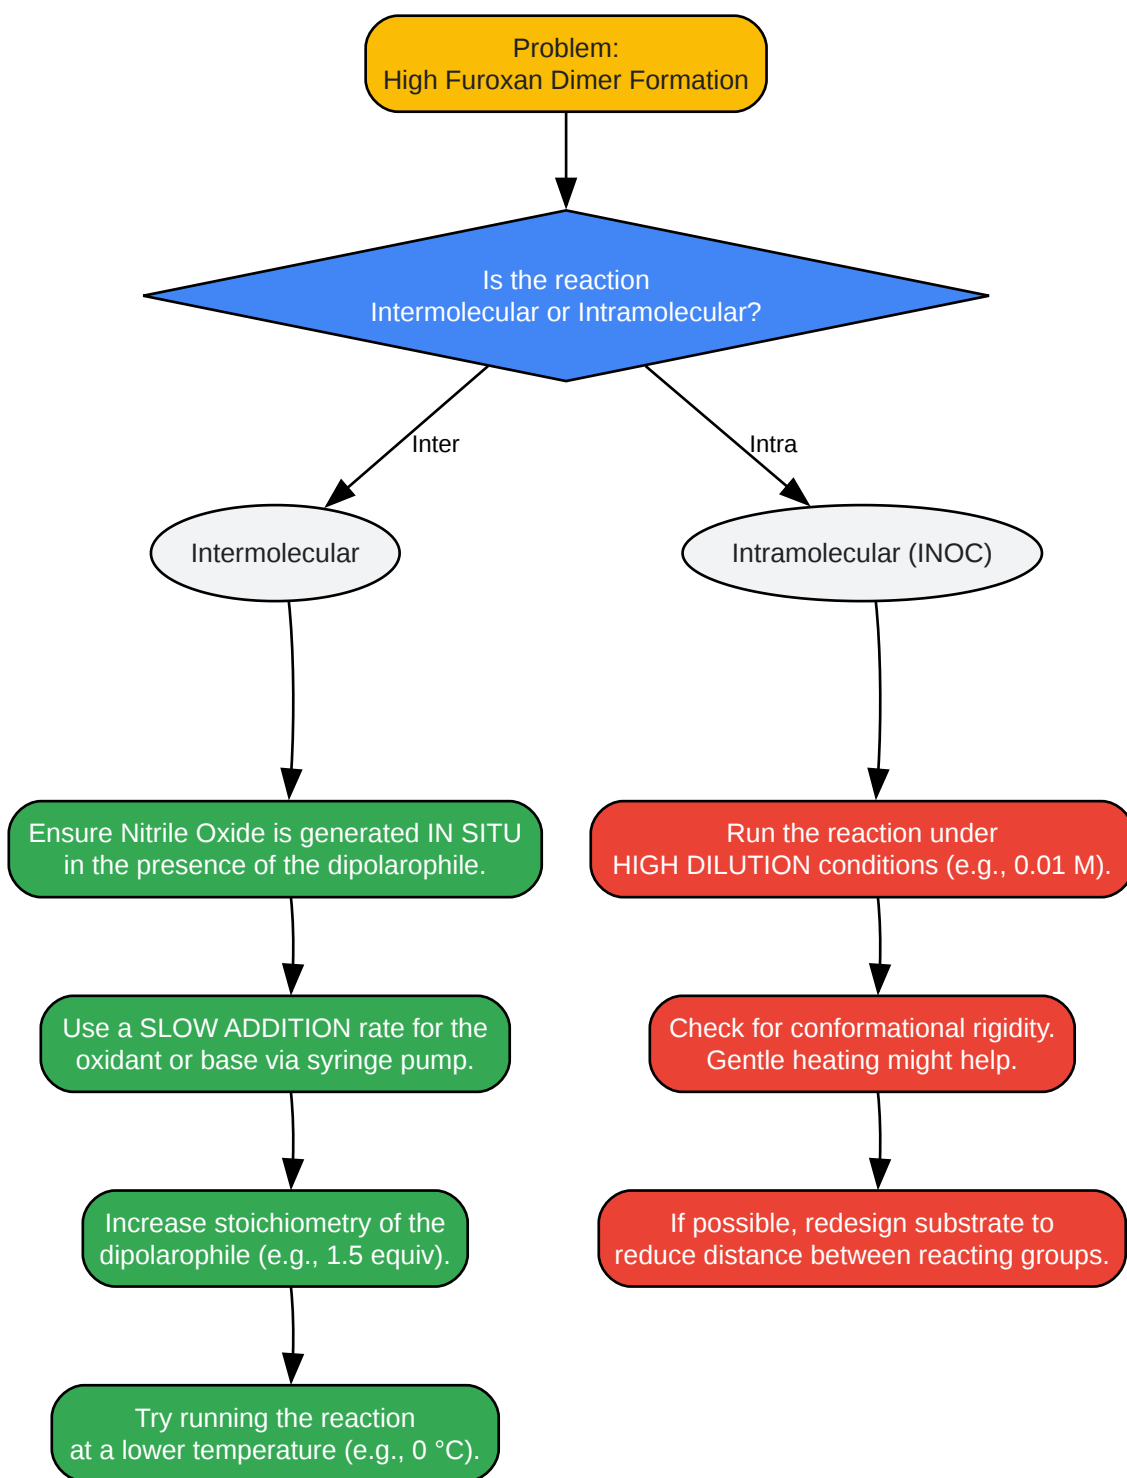 Problem:
High Furoxan Dimer Formation
Is the reaction
Intermolecular or Intramolecular?
Inter
Intra
Intermolecular
Intramolecular (INOC)
Ensure Nitrile Oxide is generated IN SITU
in the presence of the dipolarophile.
Run the reaction under
HIGH DILUTION conditions (e.g., 0.01 M).
Use a SLOW ADDITION rate for the
oxidant or base via syringe pump.
Check for conformational rigidity.
Gentle heating might help.
Increase stoichiometry of the
dipolarophile (e.g., 1.5 equiv).
If possible, redesign substrate to
reduce distance between reacting groups.
Try running the reaction
at a lower temperature (e.g., 0 °C).